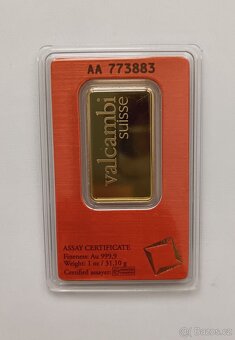 AA 773883
valcambi
suisse
ASSAY CERTIFICATE
Fineness: Au 999,9
Weight: 1 oz / 31,10 g
Certified assayer: